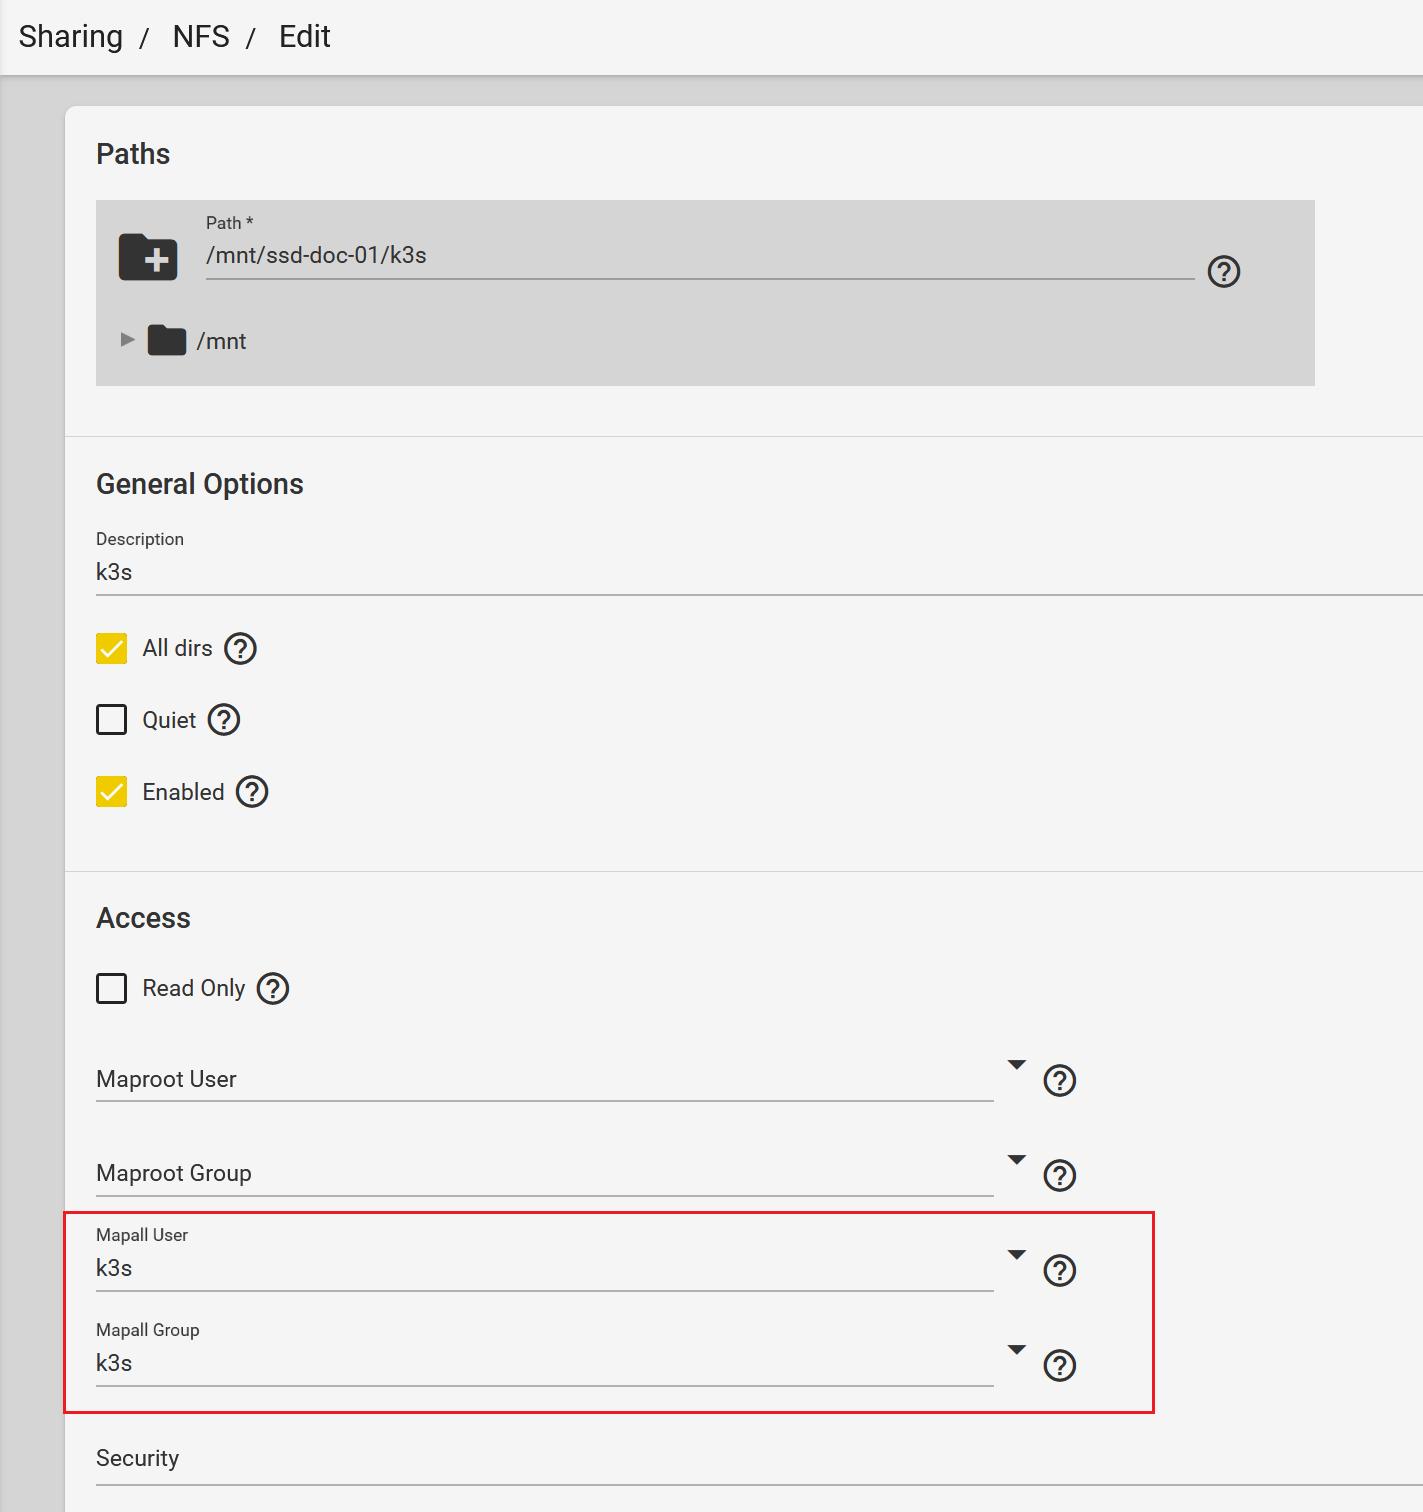 Sharing / NFS / Edit
Paths
Path *
/mnt/ssd-doc-01/k3s
/mnt
General Options
Description
k3s
All dirs
Quiet
Enabled
Access
Read Only
Maproot User
Maproot Group
Mapall User
k3s
Mapall Group
k3s
Security